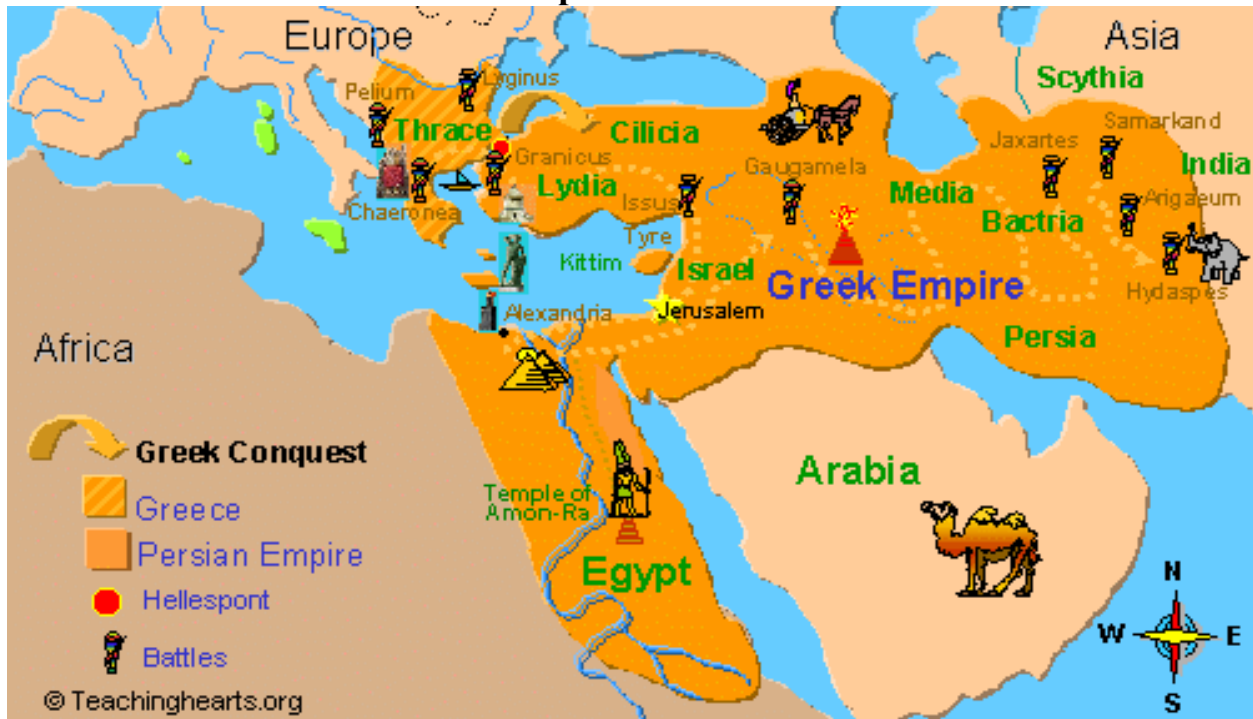 Europe
Asia
Scythia
Lyginus
Pelium
Samarkand
Thrace
Cilicia
Jaxartes
Granicus
Gaugamela
India
Lydia
Media
Issus
Arigaeum
Chaeronea
Bactria
Tyre
Kittim
Israel
Greek Empire
Hydaspes
Alexandria
Jerusalem
Persia
Africa
Greek Conquest
Arabia
Temple of
Amon-Ra
Greece
Persian Empire
Egypt
N
Hellespont
W
E
Battles
S
© Teachinghearts.org